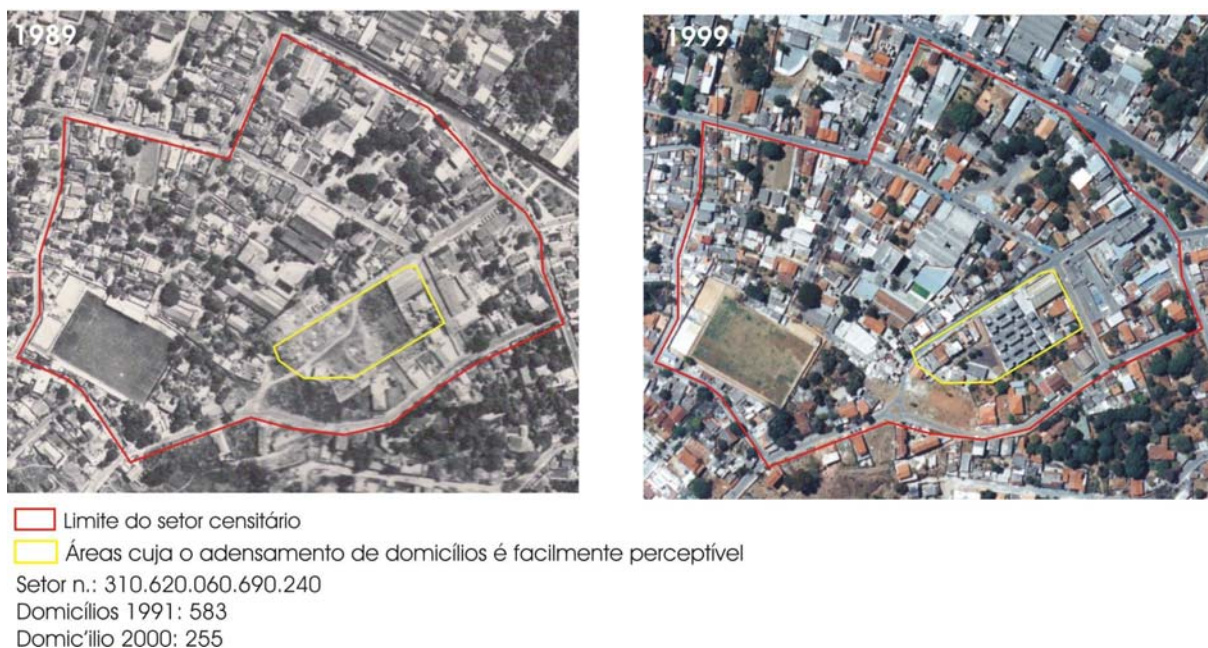 1989
1999
Limite do setor censitário
Áreas cuja o adensamento de domicílios é facilmente perceptível
Setor n.: 310.620.060.690.240
Domicílios 1991: 583
Domic'ilio 2000: 255